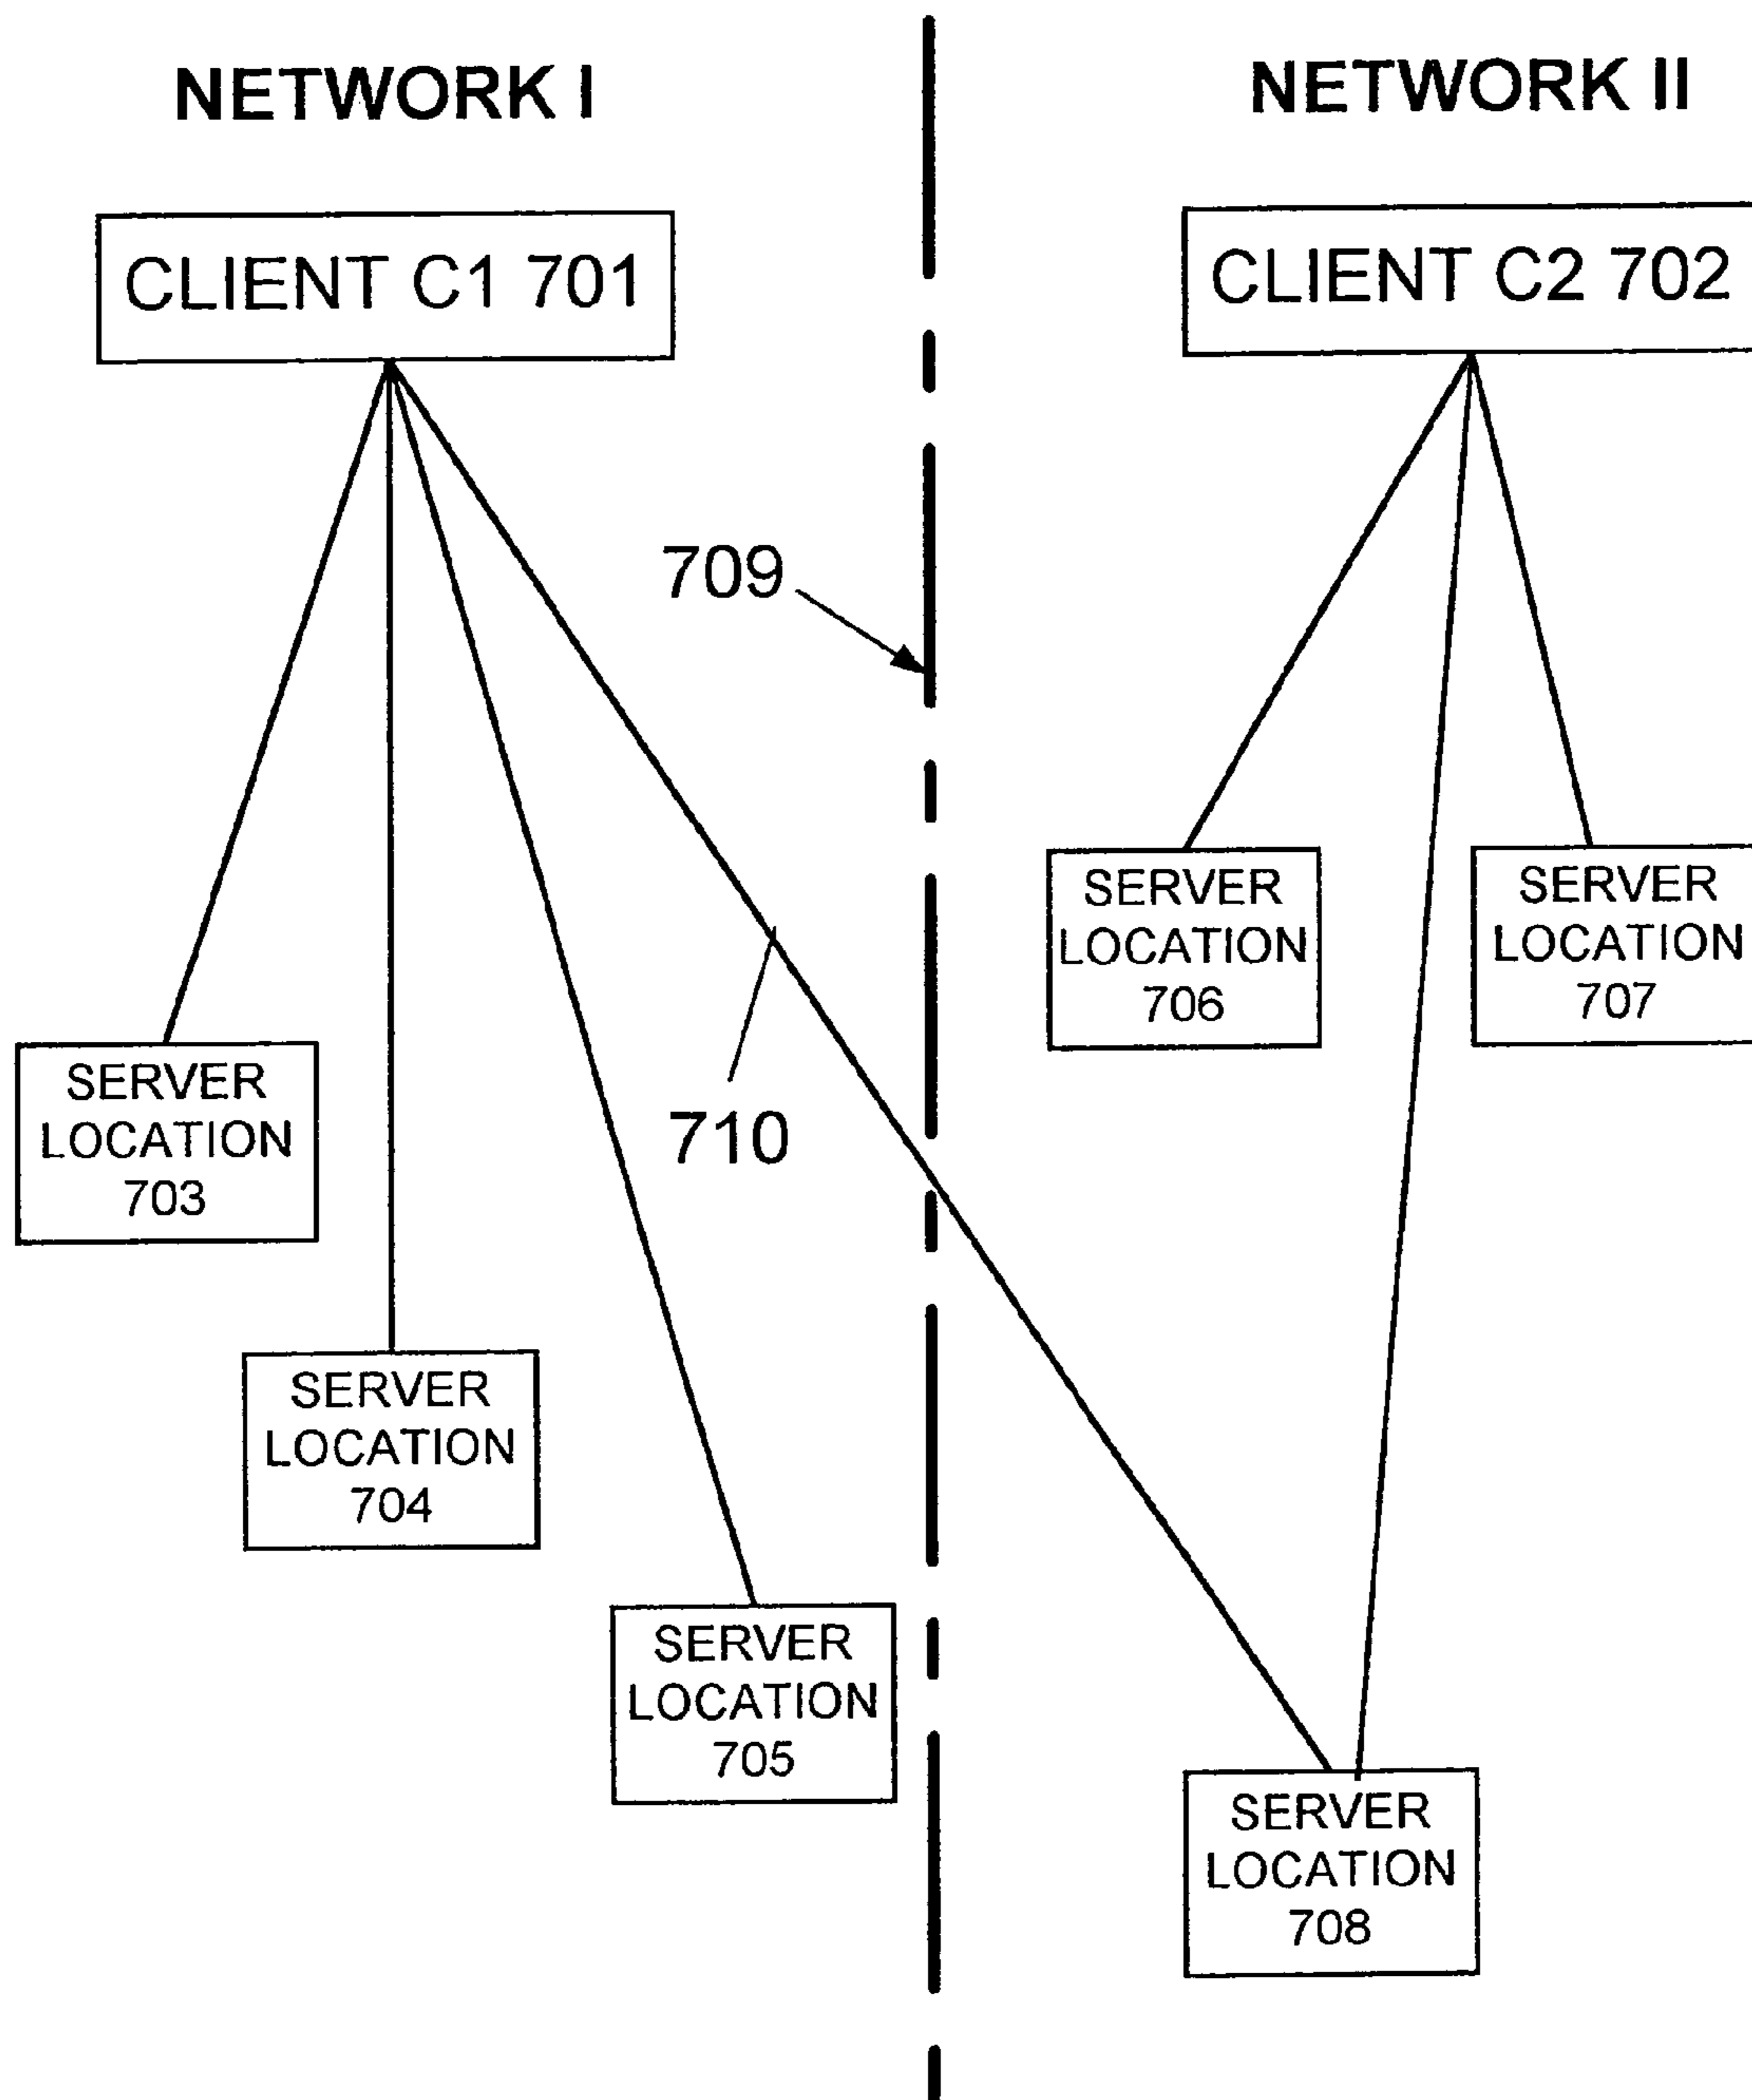 NETWORK I
NETWORK II
CLIENT C1 701
CLIENT C2 702
709
SERVER
LOCATION
706
SERVER
LOCATION
707
SERVER
LOCATION
703
710
SERVER
LOCATION
704
SERVER
LOCATION
705
SERVER
LOCATION
708